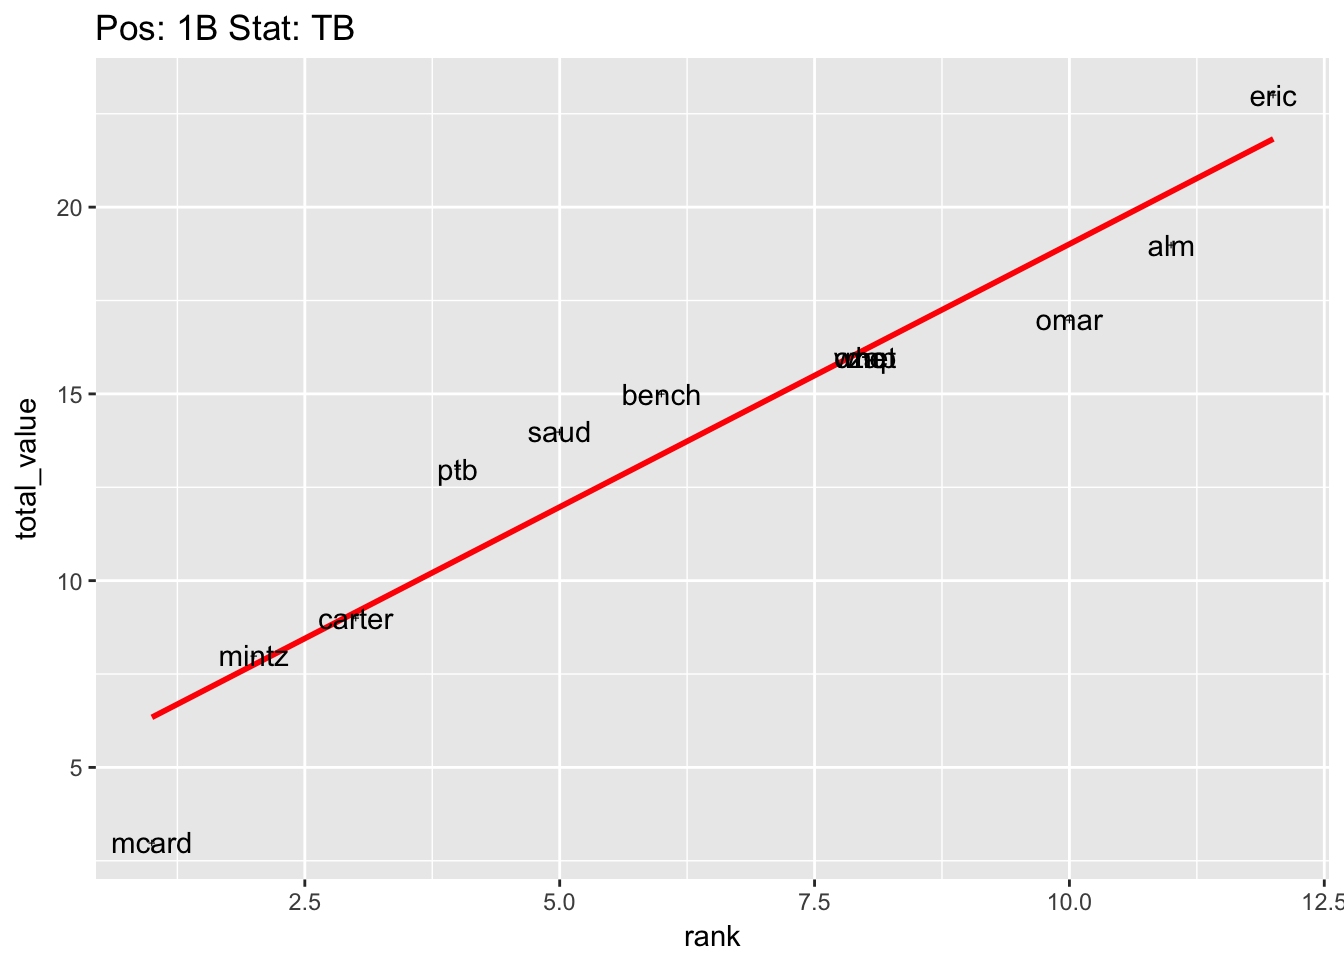 Pos: 1B Stat: TB
eric
20
alm
omar
15
bench
saud
ptb
total_value
10
carter
mintz
5
mcard
2.5 5.0 7.5 10.0 12.5
rank